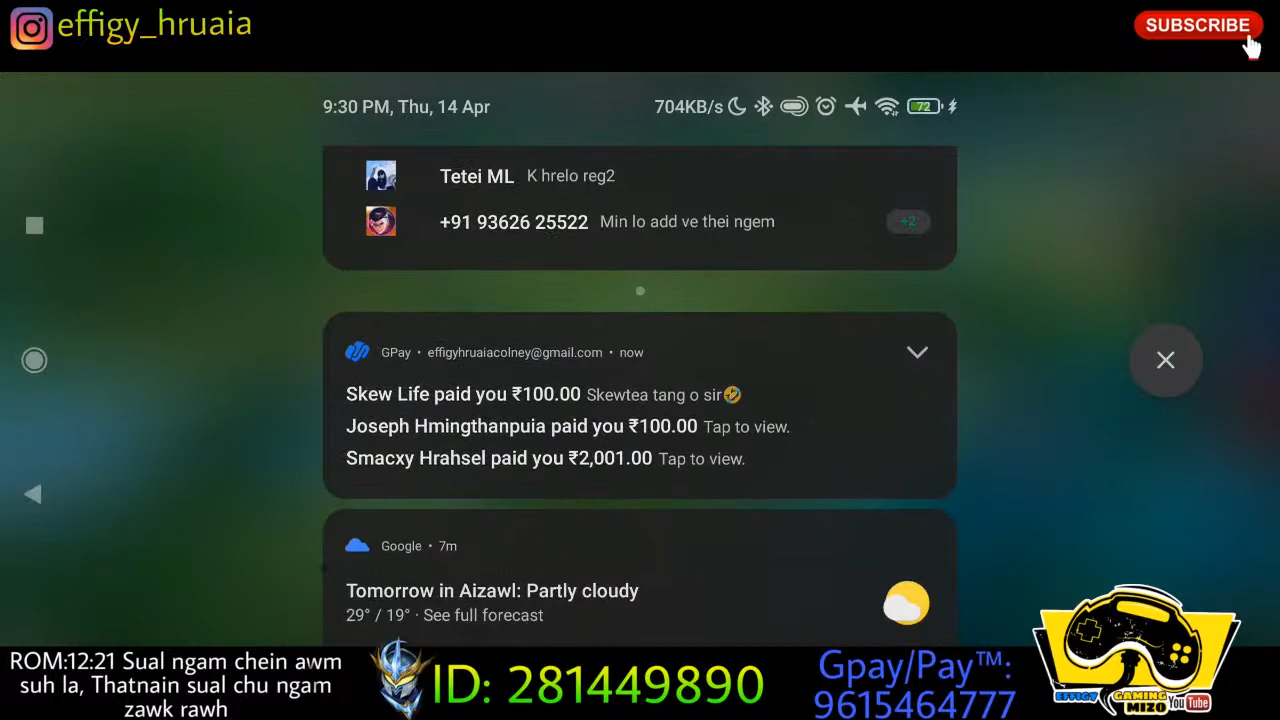 effigy_hruaia
SUBSCRIBE
9:30 PM, Thu, 14 Apr
704KB/s
72
Tetei ML K hrelo reg2
+91 93626 25522 Min lo add ve thei ngem
+2
GPay • effigyhruaiacolney@gmail.com • now
Skew Life paid you ₹100.00 Skewtea tang o sir🤣
Joseph Hmingthanpuia paid you ₹100.00 Tap to view.
Smacxy Hrahsel paid you ₹2,001.00 Tap to view.
Google • 7m
Tomorrow in Aizawl: Partly cloudy
29° / 19° · See full forecast
ROM:12:21 Sual ngam chein awm
suh la, Thatnain sual chu ngam
zawk rawh
ID: 281449890
Gpay/Pay™:
9615464777
EFFIGY GAMING
MIZO YouTube